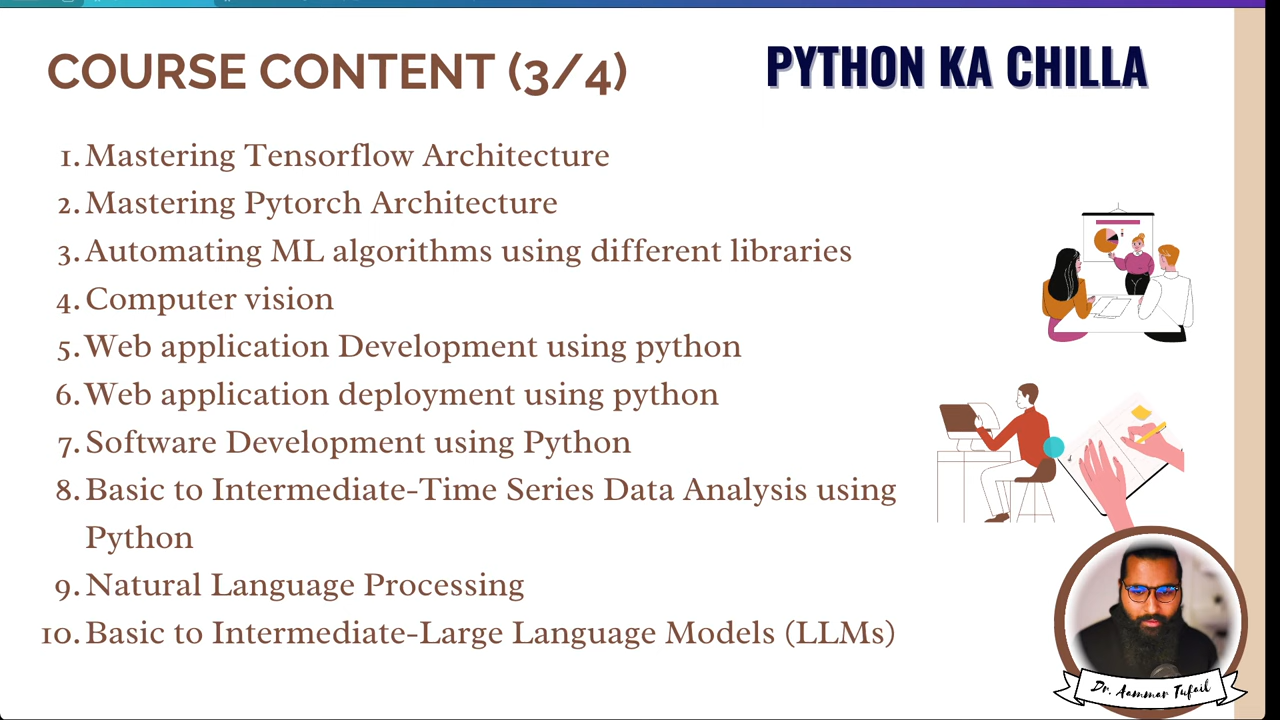 COURSE CONTENT (3/4)
PYTHON KA CHILLA
1. Mastering Tensorflow Architecture
2. Mastering Pytorch Architecture
3. Automating ML algorithms using different libraries
4. Computer vision
5. Web application Development using python
6. Web application deployment using python
7. Software Development using Python
8. Basic to Intermediate-Time Series Data Analysis using
Python
9. Natural Language Processing
10. Basic to Intermediate-Large Language Models (LLMs)
Dr. Aammar Tufail